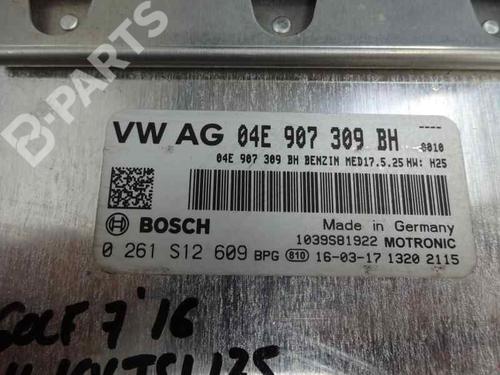 B-PARTS
VW AG 04E 907 309 BH ----
8010
04E 907 309 BH BENZIN MED17.5.25 HW: H25
BOSCH
Made in Germany
1039S81922 MOTRONIC
0 261 S12 609 BPG 810 16-03-17 1320 2115
GOLF 7 '16
TSI 125